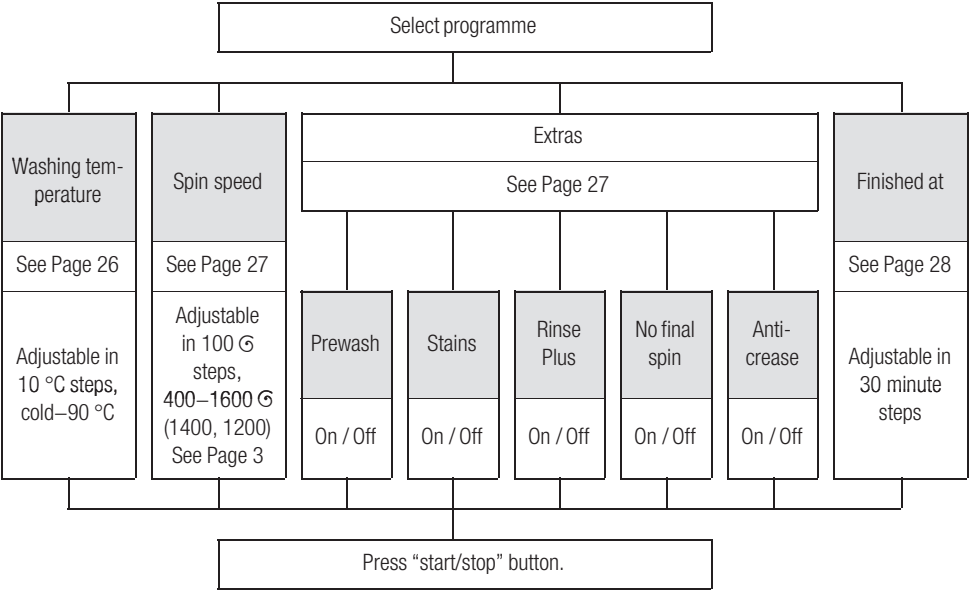 Select programme
Washing tem-
perature
See Page 26
Adjustable in
10 °C steps,
cold–90 °C
Spin speed
See Page 27
Adjustable
in 100
steps,
400–1600
(1400, 1200)
See Page 3
Extras
See Page 27
Prewash
On / Off
Stains
On / Off
Rinse
Plus
On / Off
No final
spin
On / Off
Anti-
crease
On / Off
Finished at
See Page 28
Adjustable in
30 minute
steps
Press “start/stop” button.